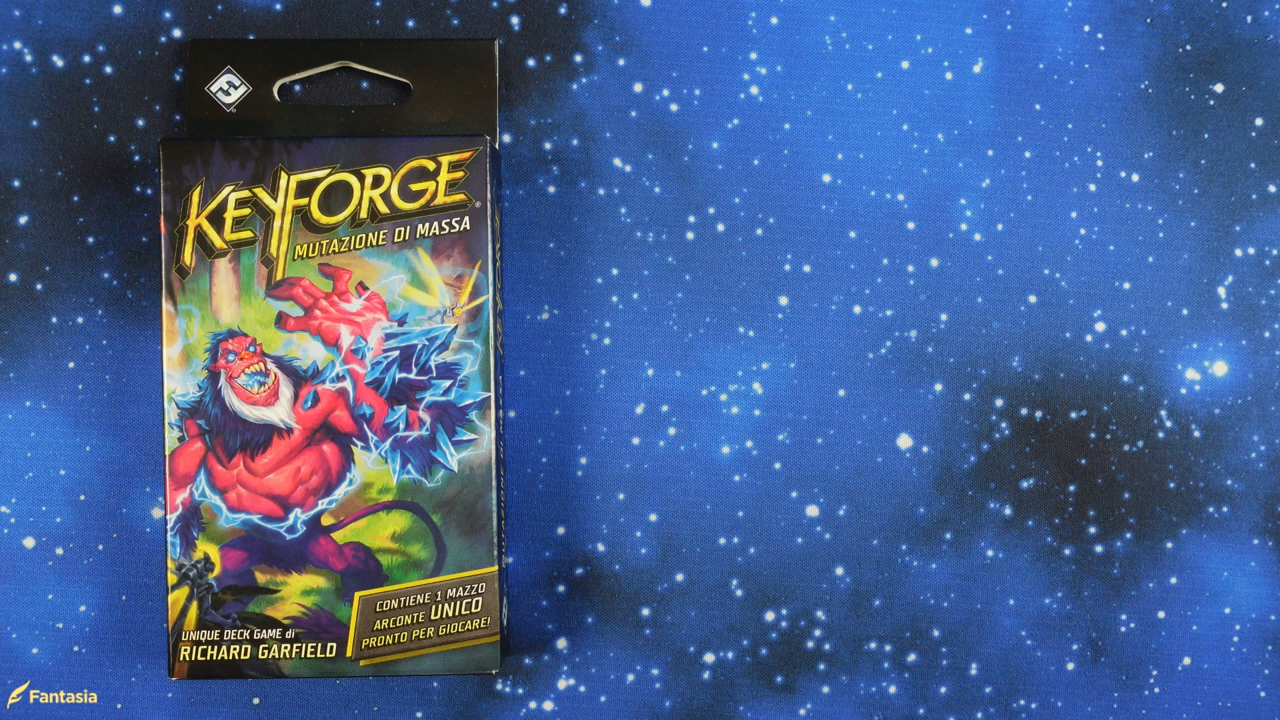 KEYFORGE
MUTAZIONE DI MASSA
CONTIENE 1 MAZZO
ARCONTE UNICO
PRONTO PER GIOCARE!
UNIQUE DECK GAME di
RICHARD GARFIELD
Fantasia